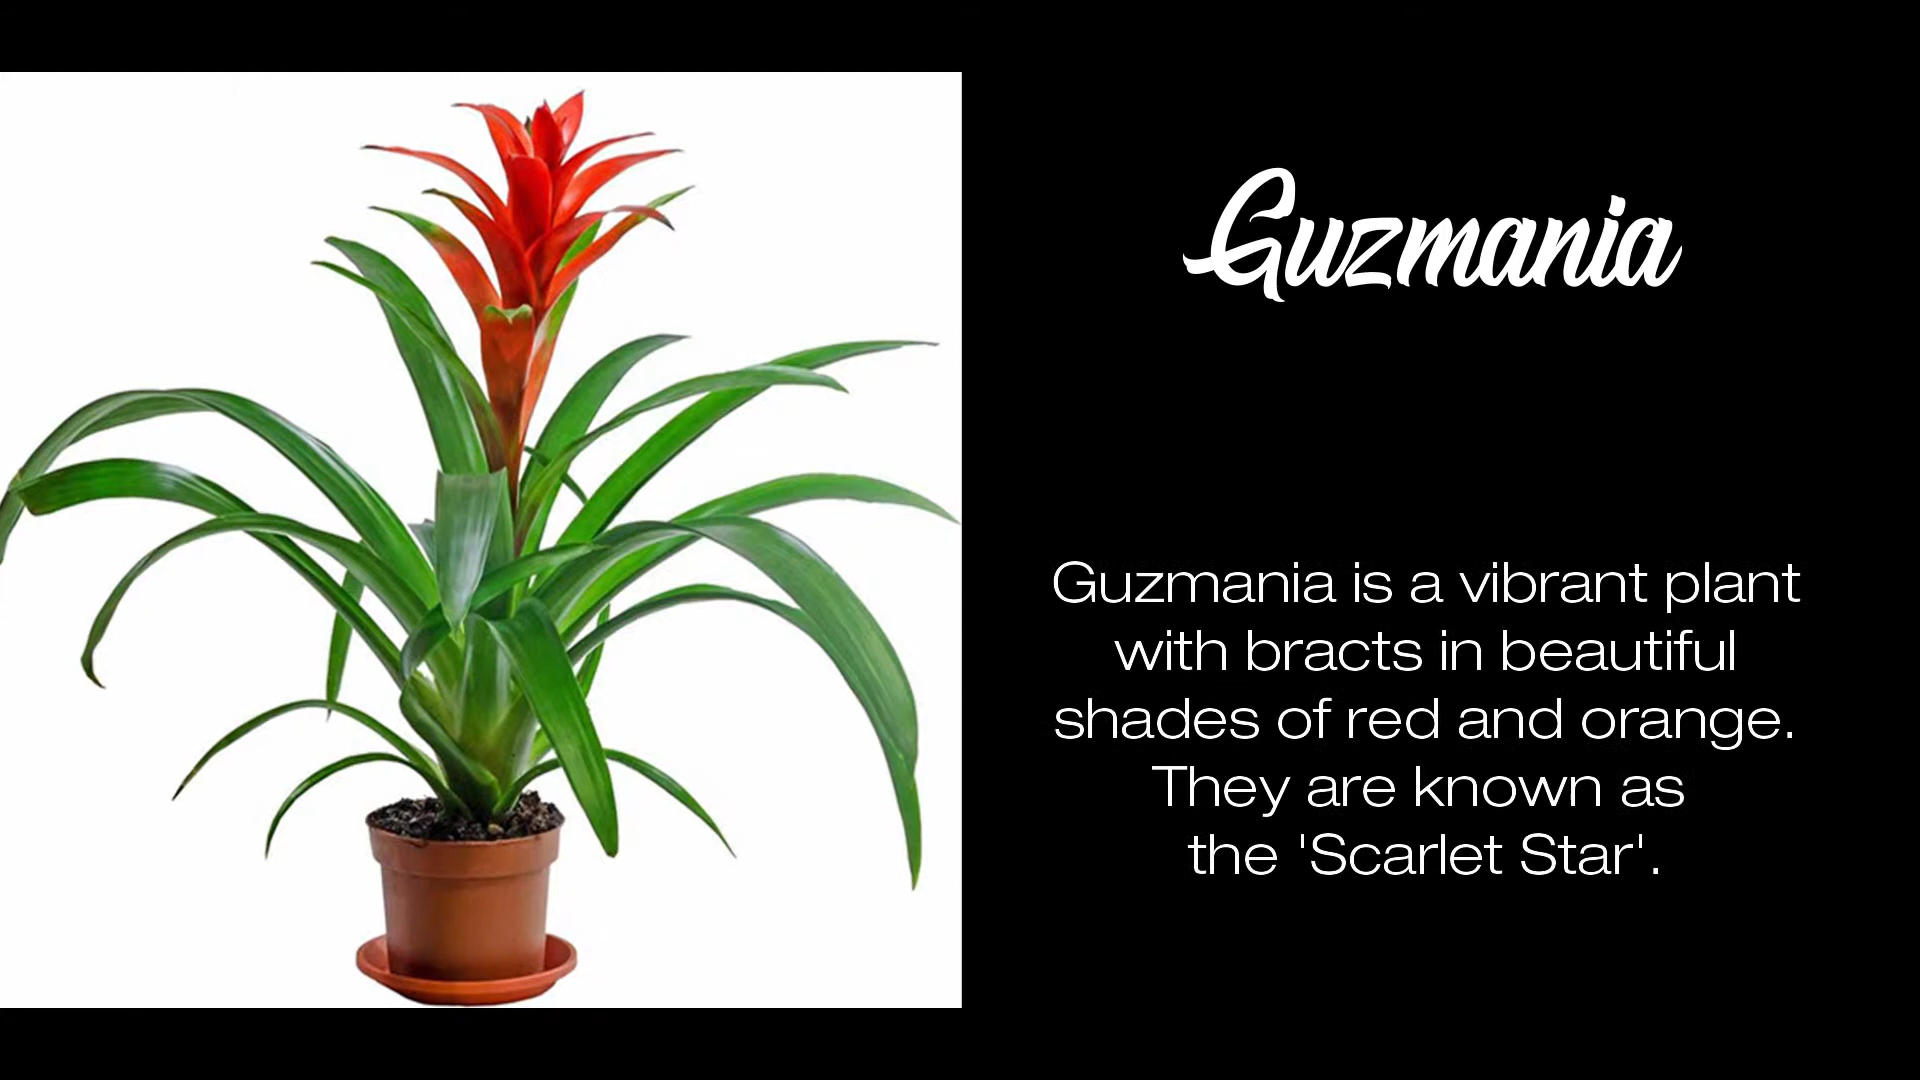 Guzmania
Guzmania is a vibrant plant
with bracts in beautiful
shades of red and orange.
They are known as
the 'Scarlet Star'.